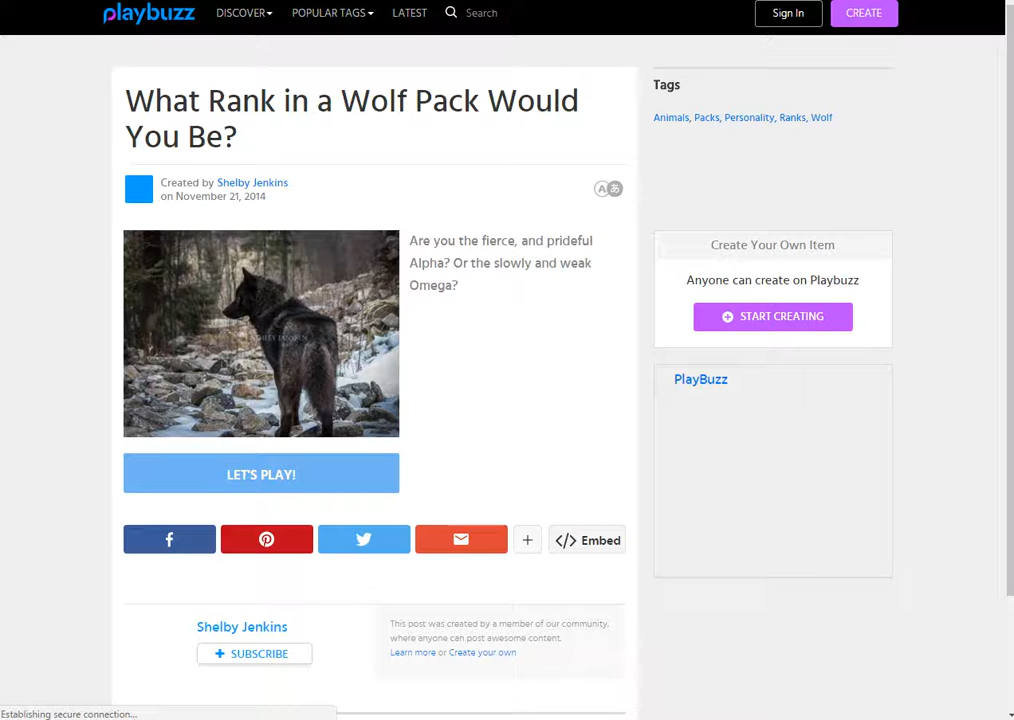 playbuzz DISCOVER POPULAR TAGS LATEST Search Sign In CREATE
What Rank in a Wolf Pack Would
You Be?
Created by Shelby Jenkins
on November 21, 2014
A あ
Are you the fierce, and prideful
Alpha? Or the slowly and weak
Omega?
LET'S PLAY!
Embed
Shelby Jenkins
SUBSCRIBE
This post was created by a member of our community,
where anyone can post awesome content.
Learn more or Create your own
Tags
Animals, Packs, Personality, Ranks, Wolf
Create Your Own Item
Anyone can create on Playbuzz
START CREATING
PlayBuzz
Establishing secure connection...